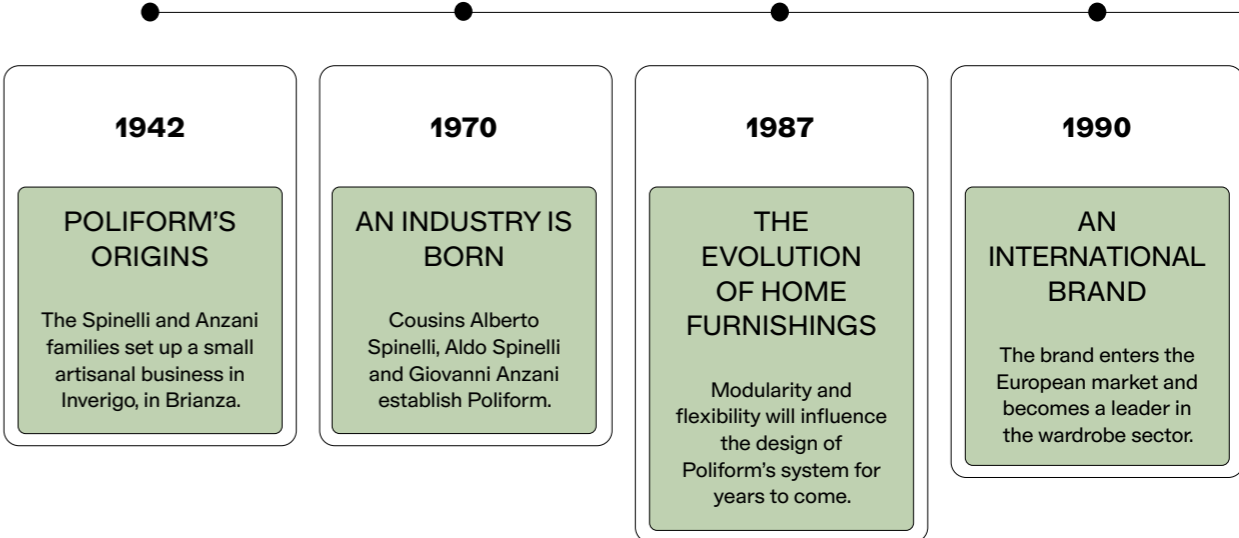 1942
POLIFORM’S
ORIGINS
The Spinelli and Anzani
families set up a small
artisanal business in
Inverigo, in Brianza.
1970
AN INDUSTRY IS
BORN
Cousins Alberto
Spinelli, Aldo Spinelli
and Giovanni Anzani
establish Poliform.
1987
THE
EVOLUTION
OF HOME
FURNISHINGS
Modularity and
flexibility will influence
the design of
Poliform’s system for
years to come.
1990
AN
INTERNATIONAL
BRAND
The brand enters the
European market and
becomes a leader in
the wardrobe sector.